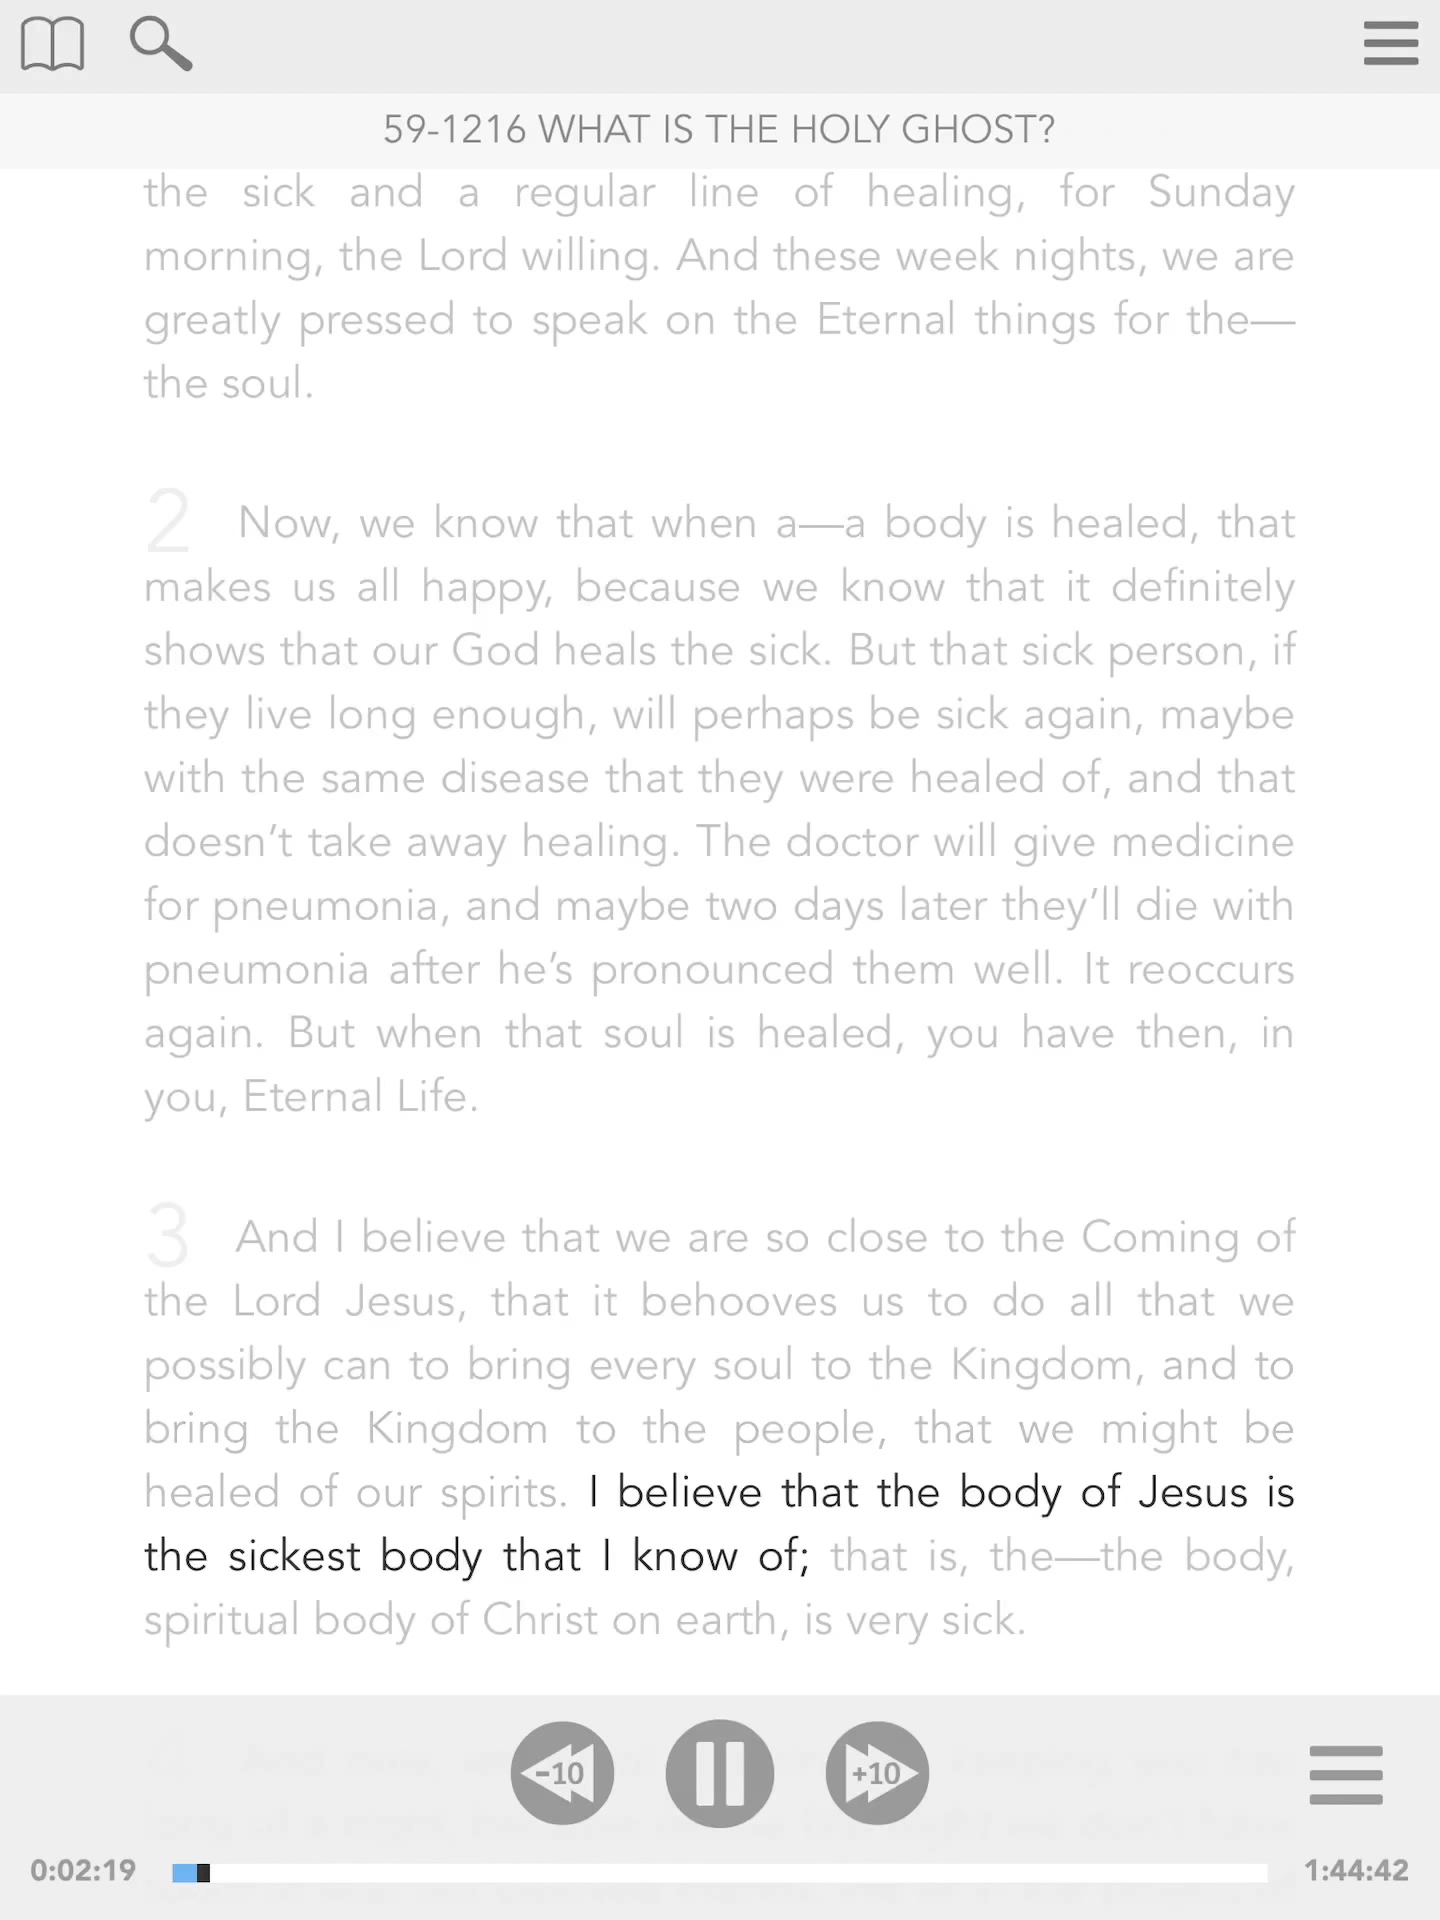 59-1216 WHAT IS THE HOLY GHOST?
the sick and a regular line of healing, for Sunday
morning, the Lord willing. And these week nights, we are
greatly pressed to speak on the Eternal things for the—
the soul.
2 Now, we know that when a—a body is healed, that
makes us all happy, because we know that it definitely
shows that our God heals the sick. But that sick person, if
they live long enough, will perhaps be sick again, maybe
with the same disease that they were healed of, and that
doesn’t take away healing. The doctor will give medicine
for pneumonia, and maybe two days later they’ll die with
pneumonia after he’s pronounced them well. It reoccurs
again. But when that soul is healed, you have then, in
you, Eternal Life.
3 And I believe that we are so close to the Coming of
the Lord Jesus, that it behooves us to do all that we
possibly can to bring every soul to the Kingdom, and to
bring the Kingdom to the people, that we might be
healed of our spirits. I believe that the body of Jesus is
the sickest body that I know of; that is, the—the body,
spiritual body of Christ on earth, is very sick.
-10 +10
0:02:19 1:44:42